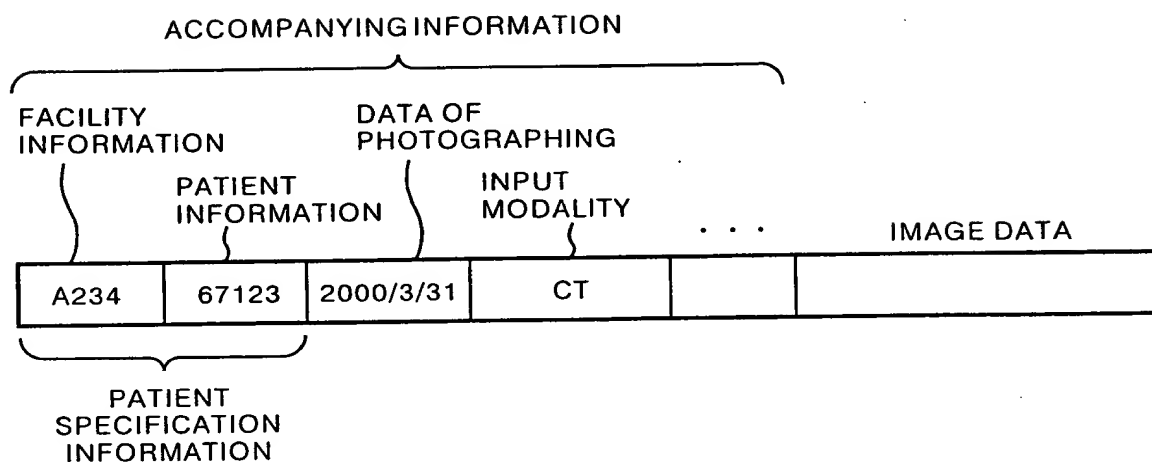 ACCOMPANYING INFORMATION
FACILITY
INFORMATION
DATA OF
PHOTOGRAPHING
PATIENT
INFORMATION
INPUT
MODALITY
. . .
IMAGE DATA
A234 67123 2000/3/31 CT
PATIENT
SPECIFICATION
INFORMATION